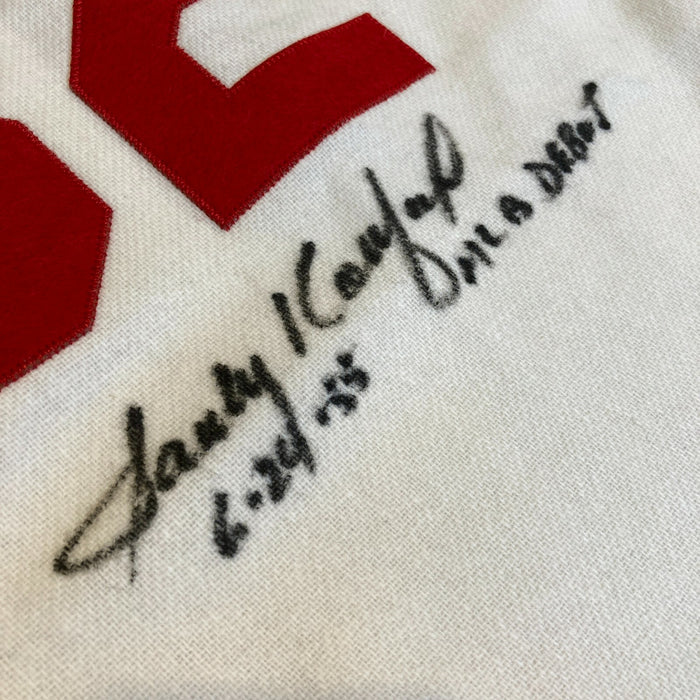 Sandy Koufax
MLB DEBUT
6-24-55